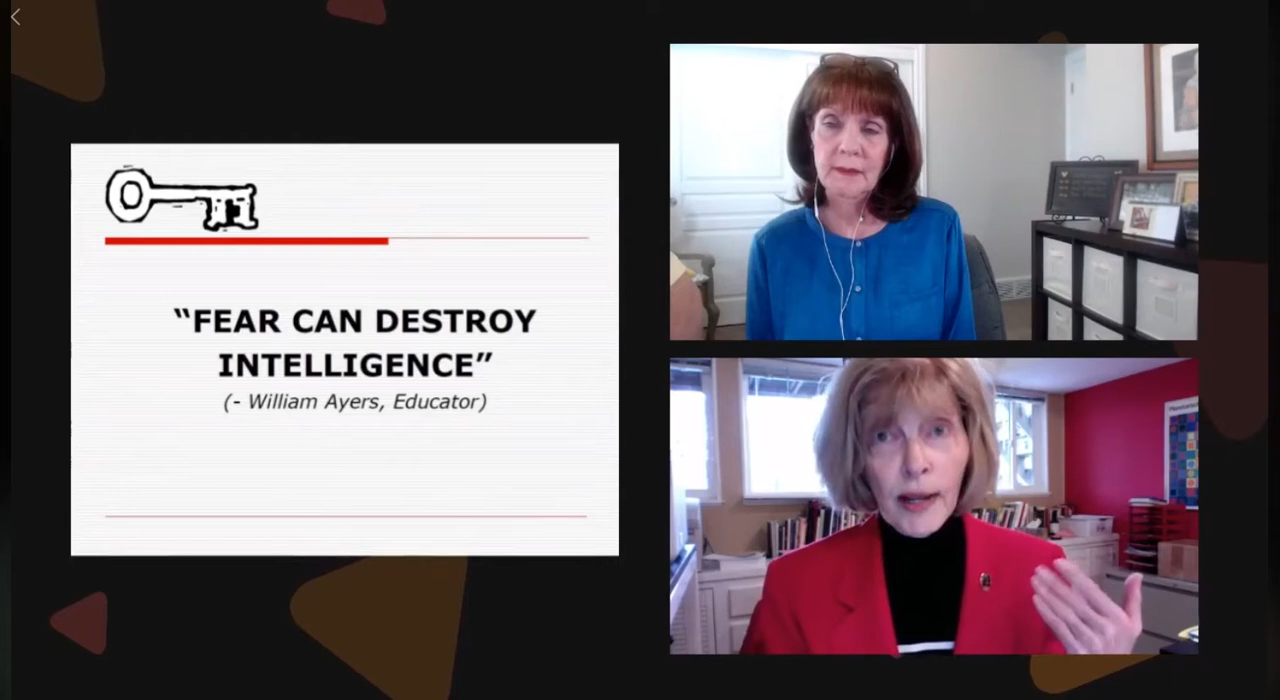 “FEAR CAN DESTROY
INTELLIGENCE”
(- William Ayers, Educator)